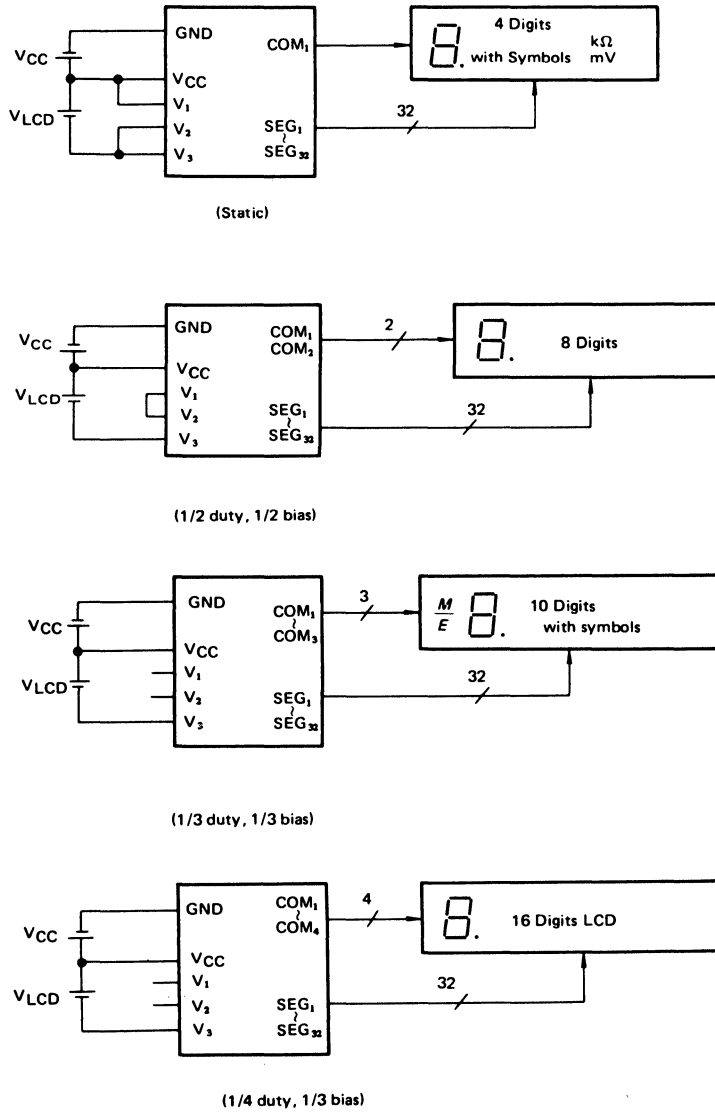 GND
COM₁
4 Digits
with Symbols
kΩ
mV
VCC
VCC
V₁
VLCD
V₂
V₃
SEG₁
~
SEG₃₂
32
(Static)
GND
COM₁
COM₂
2
8 Digits
VCC
VCC
V₁
VLCD
V₂
V₃
SEG₁
~
SEG₃₂
32
(1/2 duty, 1/2 bias)
GND
COM₁
~
COM₃
3
M
E
10 Digits
with symbols
VCC
VCC
V₁
VLCD
V₂
V₃
SEG₁
~
SEG₃₂
32
(1/3 duty, 1/3 bias)
GND
COM₁
~
COM₄
4
16 Digits LCD
VCC
VCC
V₁
VLCD
V₂
V₃
SEG₁
~
SEG₃₂
32
(1/4 duty, 1/3 bias)